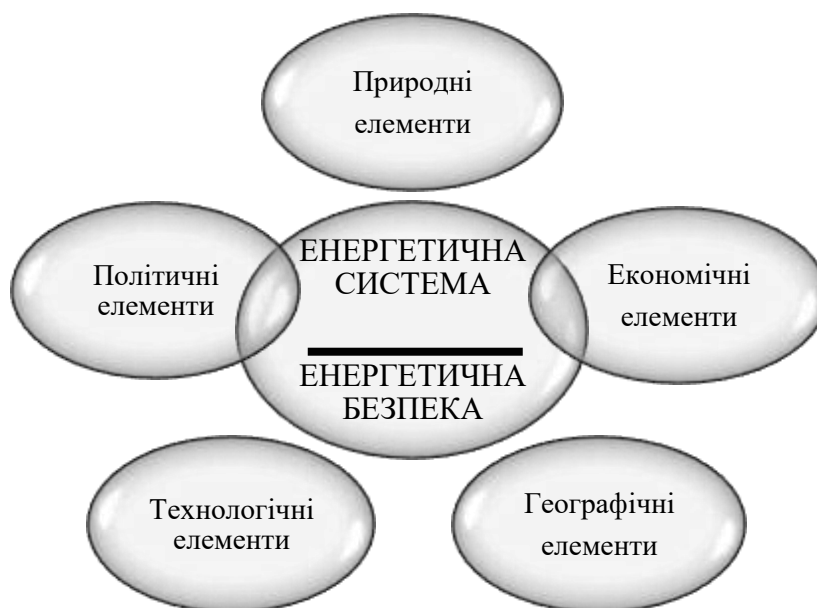 Природні
елементи
Політичні
елементи
ЕНЕРГЕТИЧНА
СИСТЕМА
Економічні
елементи
ЕНЕРГЕТИЧНА
БЕЗПЕКА
Технологічні
елементи
Географічні
елементи